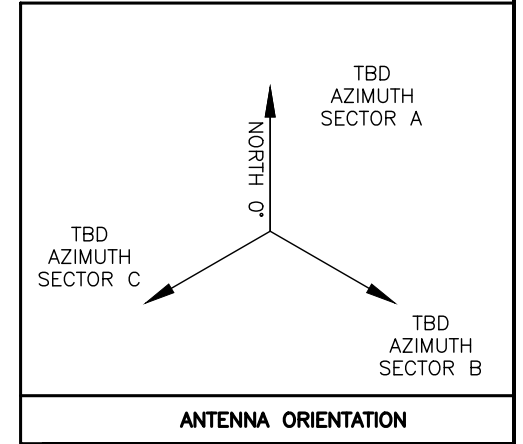 TBD
AZIMUTH
SECTOR A
NORTH 0°
TBD
AZIMUTH
SECTOR C
TBD
AZIMUTH
SECTOR B
ANTENNA ORIENTATION